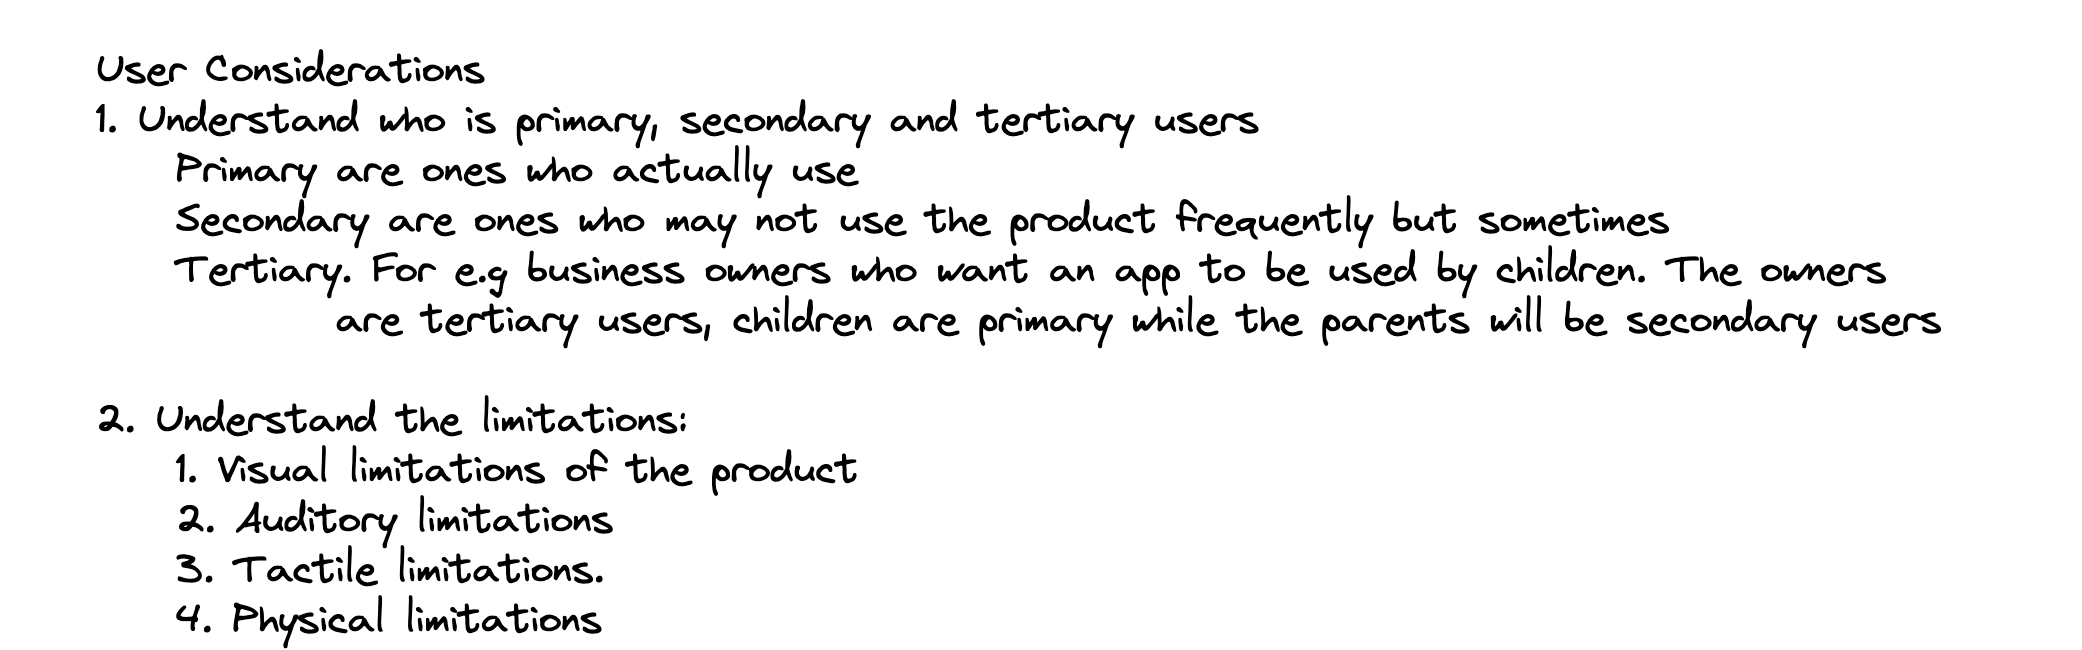 User Considerations
1. Understand who is primary, secondary and tertiary users
Primary are ones who actually use
Secondary are ones who may not use the product frequently but sometimes
Tertiary. For e.g business owners who want an app to be used by children. The owners
are tertiary users, children are primary while the parents will be secondary users
2. Understand the limitations:
1. Visual limitations of the product
2. Auditory limitations
3. Tactile limitations.
4. Physical limitations